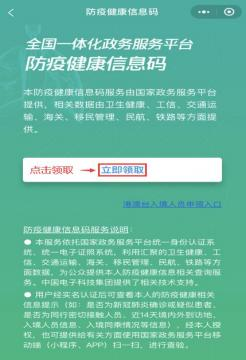 防疫健康信息码
全国一体化政务服务平台
防疫健康信息码
本防疫健康信息码服务由国家政务服务平台
提供，相关数据由卫生健康、工信、交通运
输、海关、移民管理、民航、铁路等方面提
供。
点击领取 立即领取
港澳台入境人员申领入口
防疫健康信息码服务说明：
● 本服务依托国家政务服务平台统一身份认证系
统、统一电子证照系统，利用汇聚的卫生健康、工
信、交通运输、海关、移民管理、民航、铁路等方
面数据，为公众提供本人防疫健康信息相关查询服
务。中国电子科技集团提供了相关技术支持。
● 用户经实名认证后可查看本人的防疫健康相关
信息提示（如：是否为新冠肺炎确诊或疑似患者，
是否为同行密切接触人员、近14天境内外到访地、
入境人员信息、入境同乘情况等信息），经本人授
权，也可提供给有关方面使用国家政务服务平台移
动端（小程序、APP）扫一扫，进行查验。